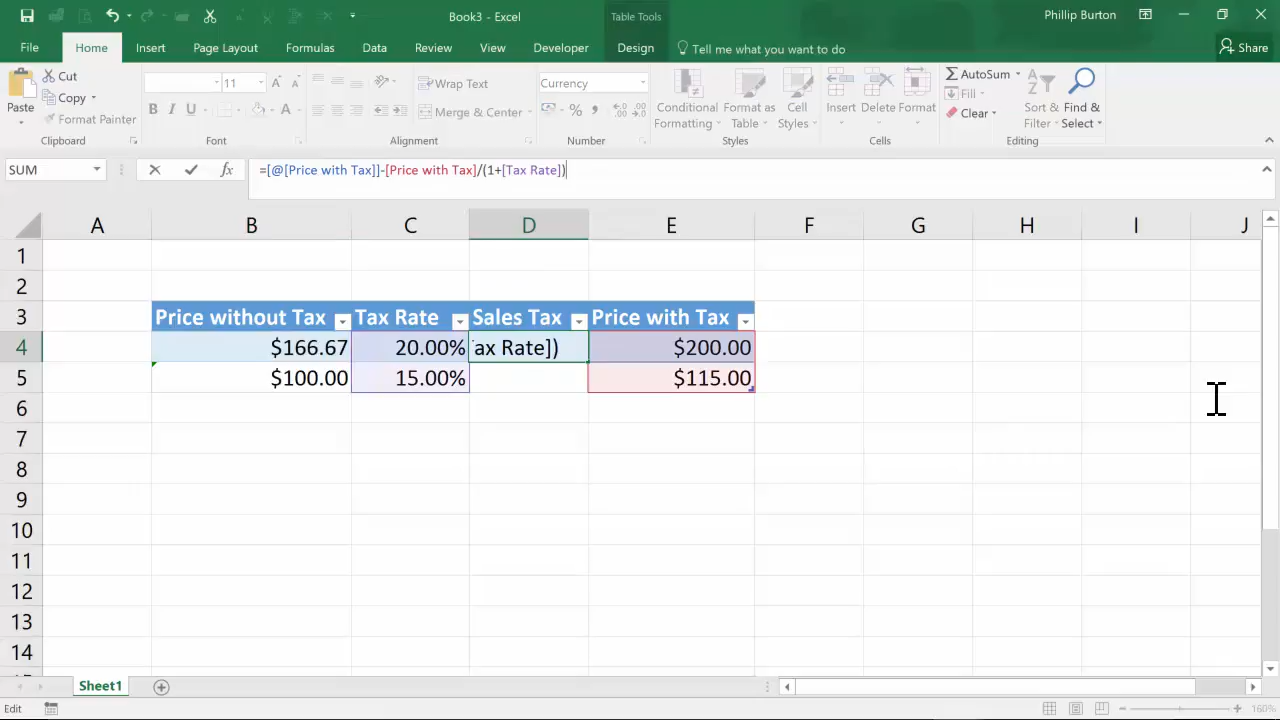 Book3 - Excel
Table Tools
Phillip Burton
File Home Insert Page Layout Formulas Data Review View Developer Design Tell me what you want to do Share
Paste
Cut
Copy
Format Painter
Clipboard
11
B I U
A
Font
Wrap Text
Merge & Center
Alignment
Currency
%
Number
Conditional Formatting
Format as Table
Cell Styles
Styles
Insert Delete Format
Cells
AutoSum
Fill
Clear
Sort & Filter
Find & Select
Editing
SUM fx =[@[Price with Tax]]-[Price with Tax]/(1+[Tax Rate])
A B C D E F G H I J
1
2
3 Price without Tax Tax Rate Sales Tax Price with Tax
4 $166.67 20.00% ax Rate]) $200.00
5 $100.00 15.00% $115.00
6
7
8
9
10
11
12
13
14
Sheet1
Edit 160%